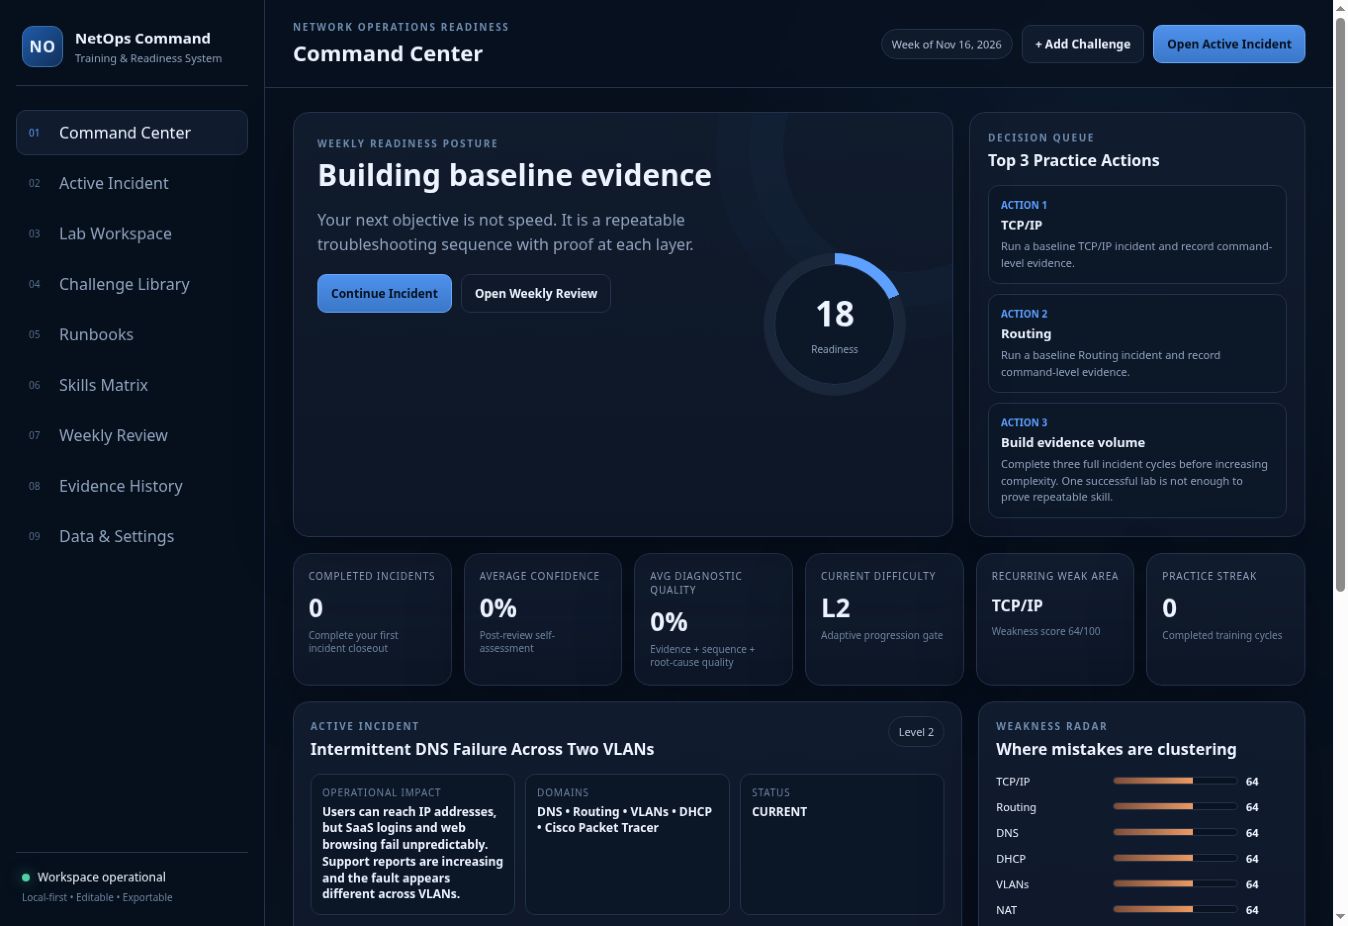 NO
NetOps Command
Training & Readiness System
01 Command Center
02 Active Incident
03 Lab Workspace
04 Challenge Library
05 Runbooks
06 Skills Matrix
07 Weekly Review
08 Evidence History
09 Data & Settings
Workspace operational
Local-first • Editable • Exportable
NETWORK OPERATIONS READINESS
Command Center
Week of Nov 16, 2026
+ Add Challenge
Open Active Incident
WEEKLY READINESS POSTURE
Building baseline evidence
Your next objective is not speed. It is a repeatable
troubleshooting sequence with proof at each layer.
Continue Incident
Open Weekly Review
18
Readiness
DECISION QUEUE
Top 3 Practice Actions
ACTION 1
TCP/IP
Run a baseline TCP/IP incident and record command-
level evidence.
ACTION 2
Routing
Run a baseline Routing incident and record
command-level evidence.
ACTION 3
Build evidence volume
Complete three full incident cycles before increasing
complexity. One successful lab is not enough to
prove repeatable skill.
COMPLETED INCIDENTS
0
Complete your first
incident closeout
AVERAGE CONFIDENCE
0%
Post-review self-
assessment
AVG DIAGNOSTIC
QUALITY
0%
Evidence + sequence +
root-cause quality
CURRENT DIFFICULTY
L2
Adaptive progression gate
RECURRING WEAK AREA
TCP/IP
Weakness score 64/100
PRACTICE STREAK
0
Completed training cycles
ACTIVE INCIDENT
Intermittent DNS Failure Across Two VLANs
Level 2
OPERATIONAL IMPACT
Users can reach IP addresses,
but SaaS logins and web
browsing fail unpredictably.
Support reports are increasing
and the fault appears
different across VLANs.
DOMAINS
DNS • Routing • VLANs • DHCP
• Cisco Packet Tracer
STATUS
CURRENT
WEAKNESS RADAR
Where mistakes are clustering
TCP/IP 64
Routing 64
DNS 64
DHCP 64
VLANs 64
NAT 64